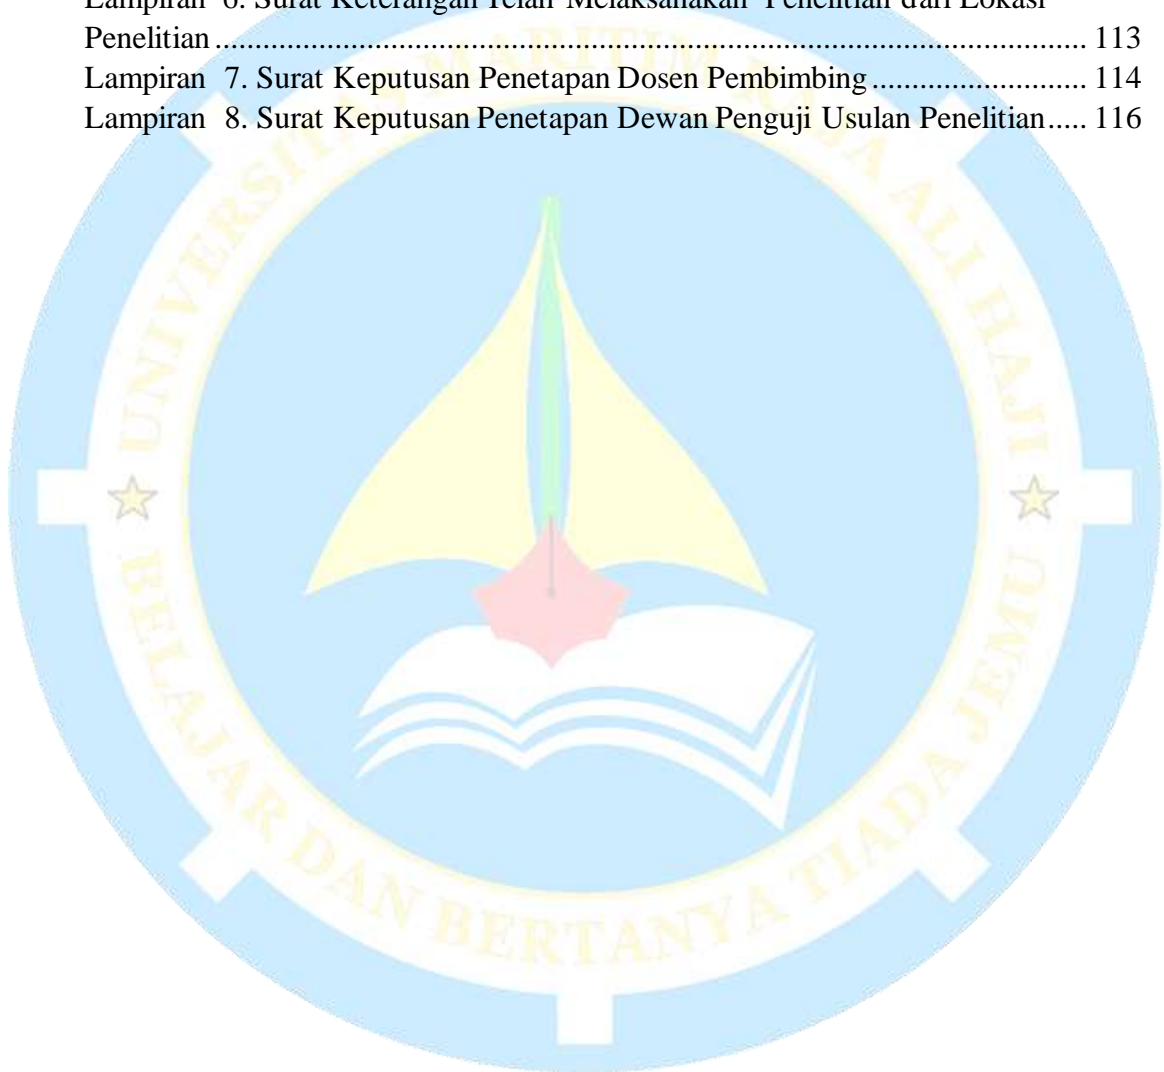 Lampiran 6. Surat Keterangan Telah Melaksanakan Penelitian dari Lokasi
Penelitian ........................................................................................................... 113
Lampiran 7. Surat Keputusan Penetapan Dosen Pembimbing ........................... 114
Lampiran 8. Surat Keputusan Penetapan Dewan Penguji Usulan Penelitian ..... 116
UNIVERSITAS MARITIM RAJA ALI HAJI
BELAJAR DAN BERTANYA TIADA JEMU